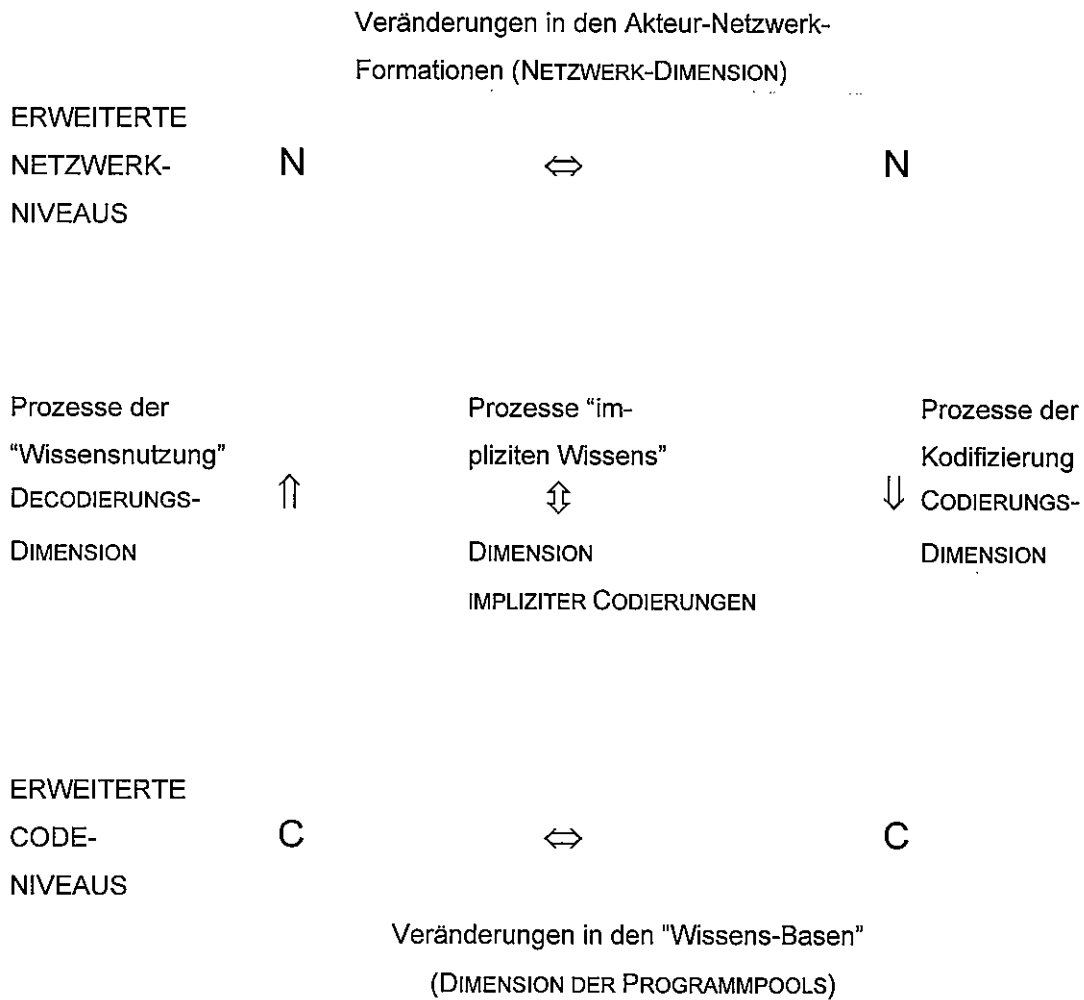 Veränderungen in den Akteur-Netzwerk-
Formationen (NETZWERK-DIMENSION)
ERWEITERTE
NETZWERK- N ⇔ N
NIVEAUS
Prozesse der
"Wissensnutzung"
DECODIERUNGS- ⇑
DIMENSION
Prozesse “im-
pliziten Wissens”
⇕
DIMENSION
IMPLIZITER CODIERUNGEN
Prozesse der
Kodifizierung
⇓ CODIERUNGS-
DIMENSION
ERWEITERTE
CODE- C ⇔ C
NIVEAUS
Veränderungen in den "Wissens-Basen"
(DIMENSION DER PROGRAMMPOOLS)